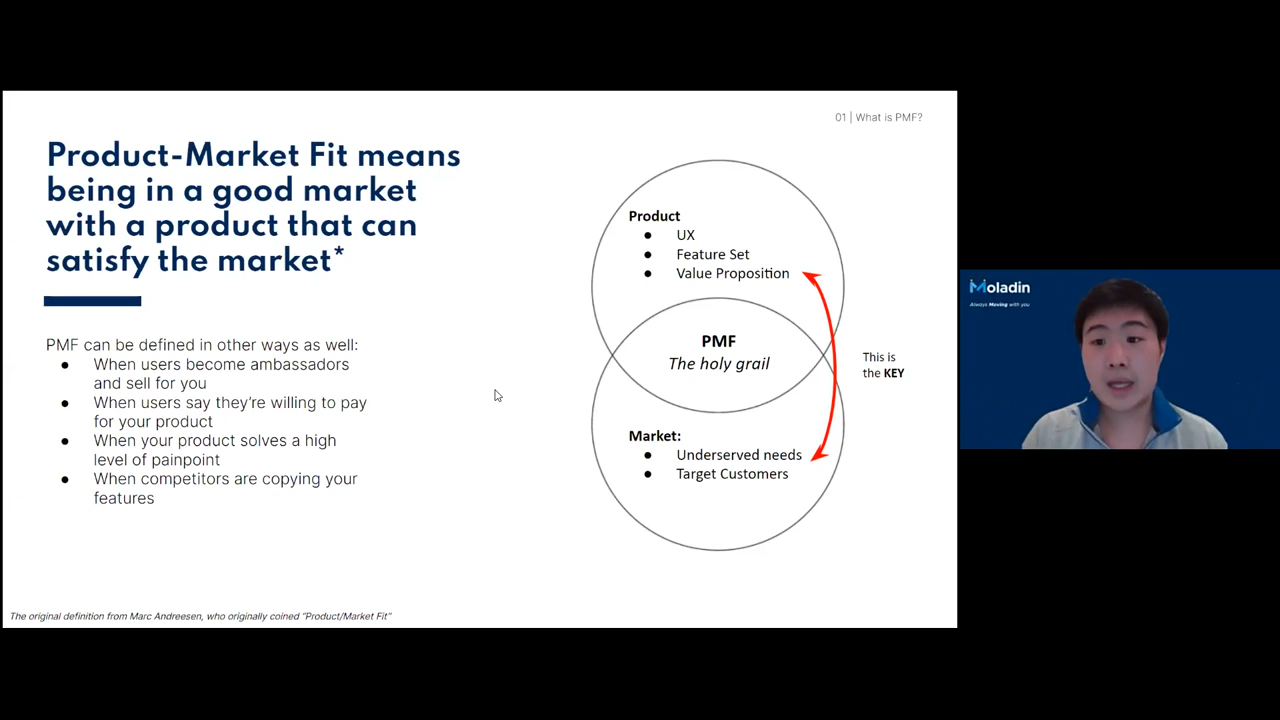 01 | What is PMF?
Product-Market Fit means
being in a good market
with a product that can
satisfy the market*
PMF can be defined in other ways as well:
● When users become ambassadors
and sell for you
● When users say they're willing to pay
for your product
● When your product solves a high
level of painpoint
● When competitors are copying your
features
Product
● UX
● Feature Set
● Value Proposition
PMF
The holy grail
This is
the KEY
Market:
● Underserved needs
● Target Customers
The original definition from Marc Andreesen, who originally coined "Product/Market Fit"
Moladin
Always Moving with you